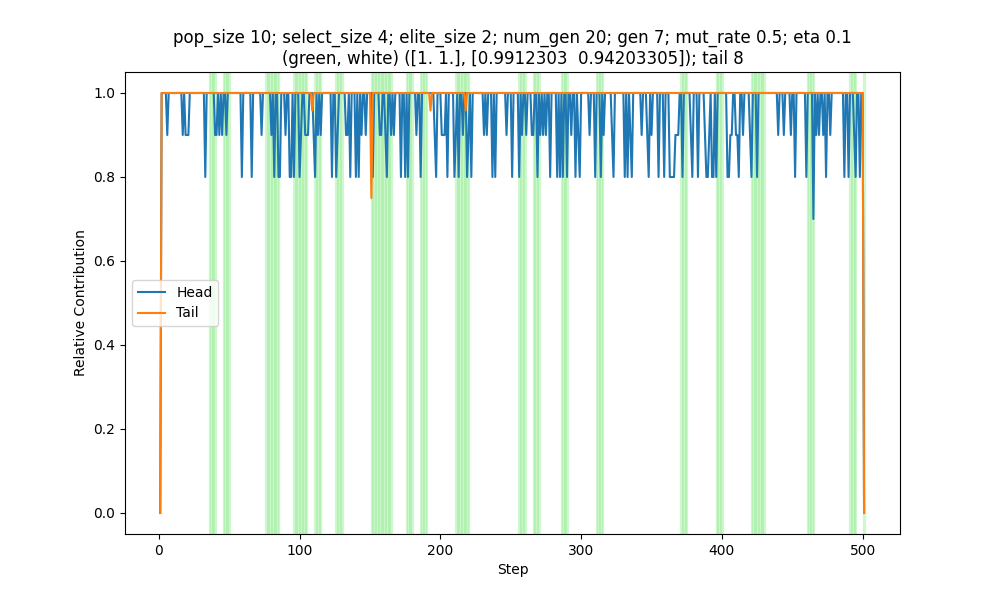 pop_size 10; select_size 4; elite_size 2; num_gen 20; gen 7; mut_rate 0.5; eta 0.1
(green, white) ([1. 1.], [0.9912303  0.94203305]); tail 8
1.0
0.8
0.6
0.4
0.2
0.0
Relative Contribution
Head
Tail
0
100
200
300
400
500
Step